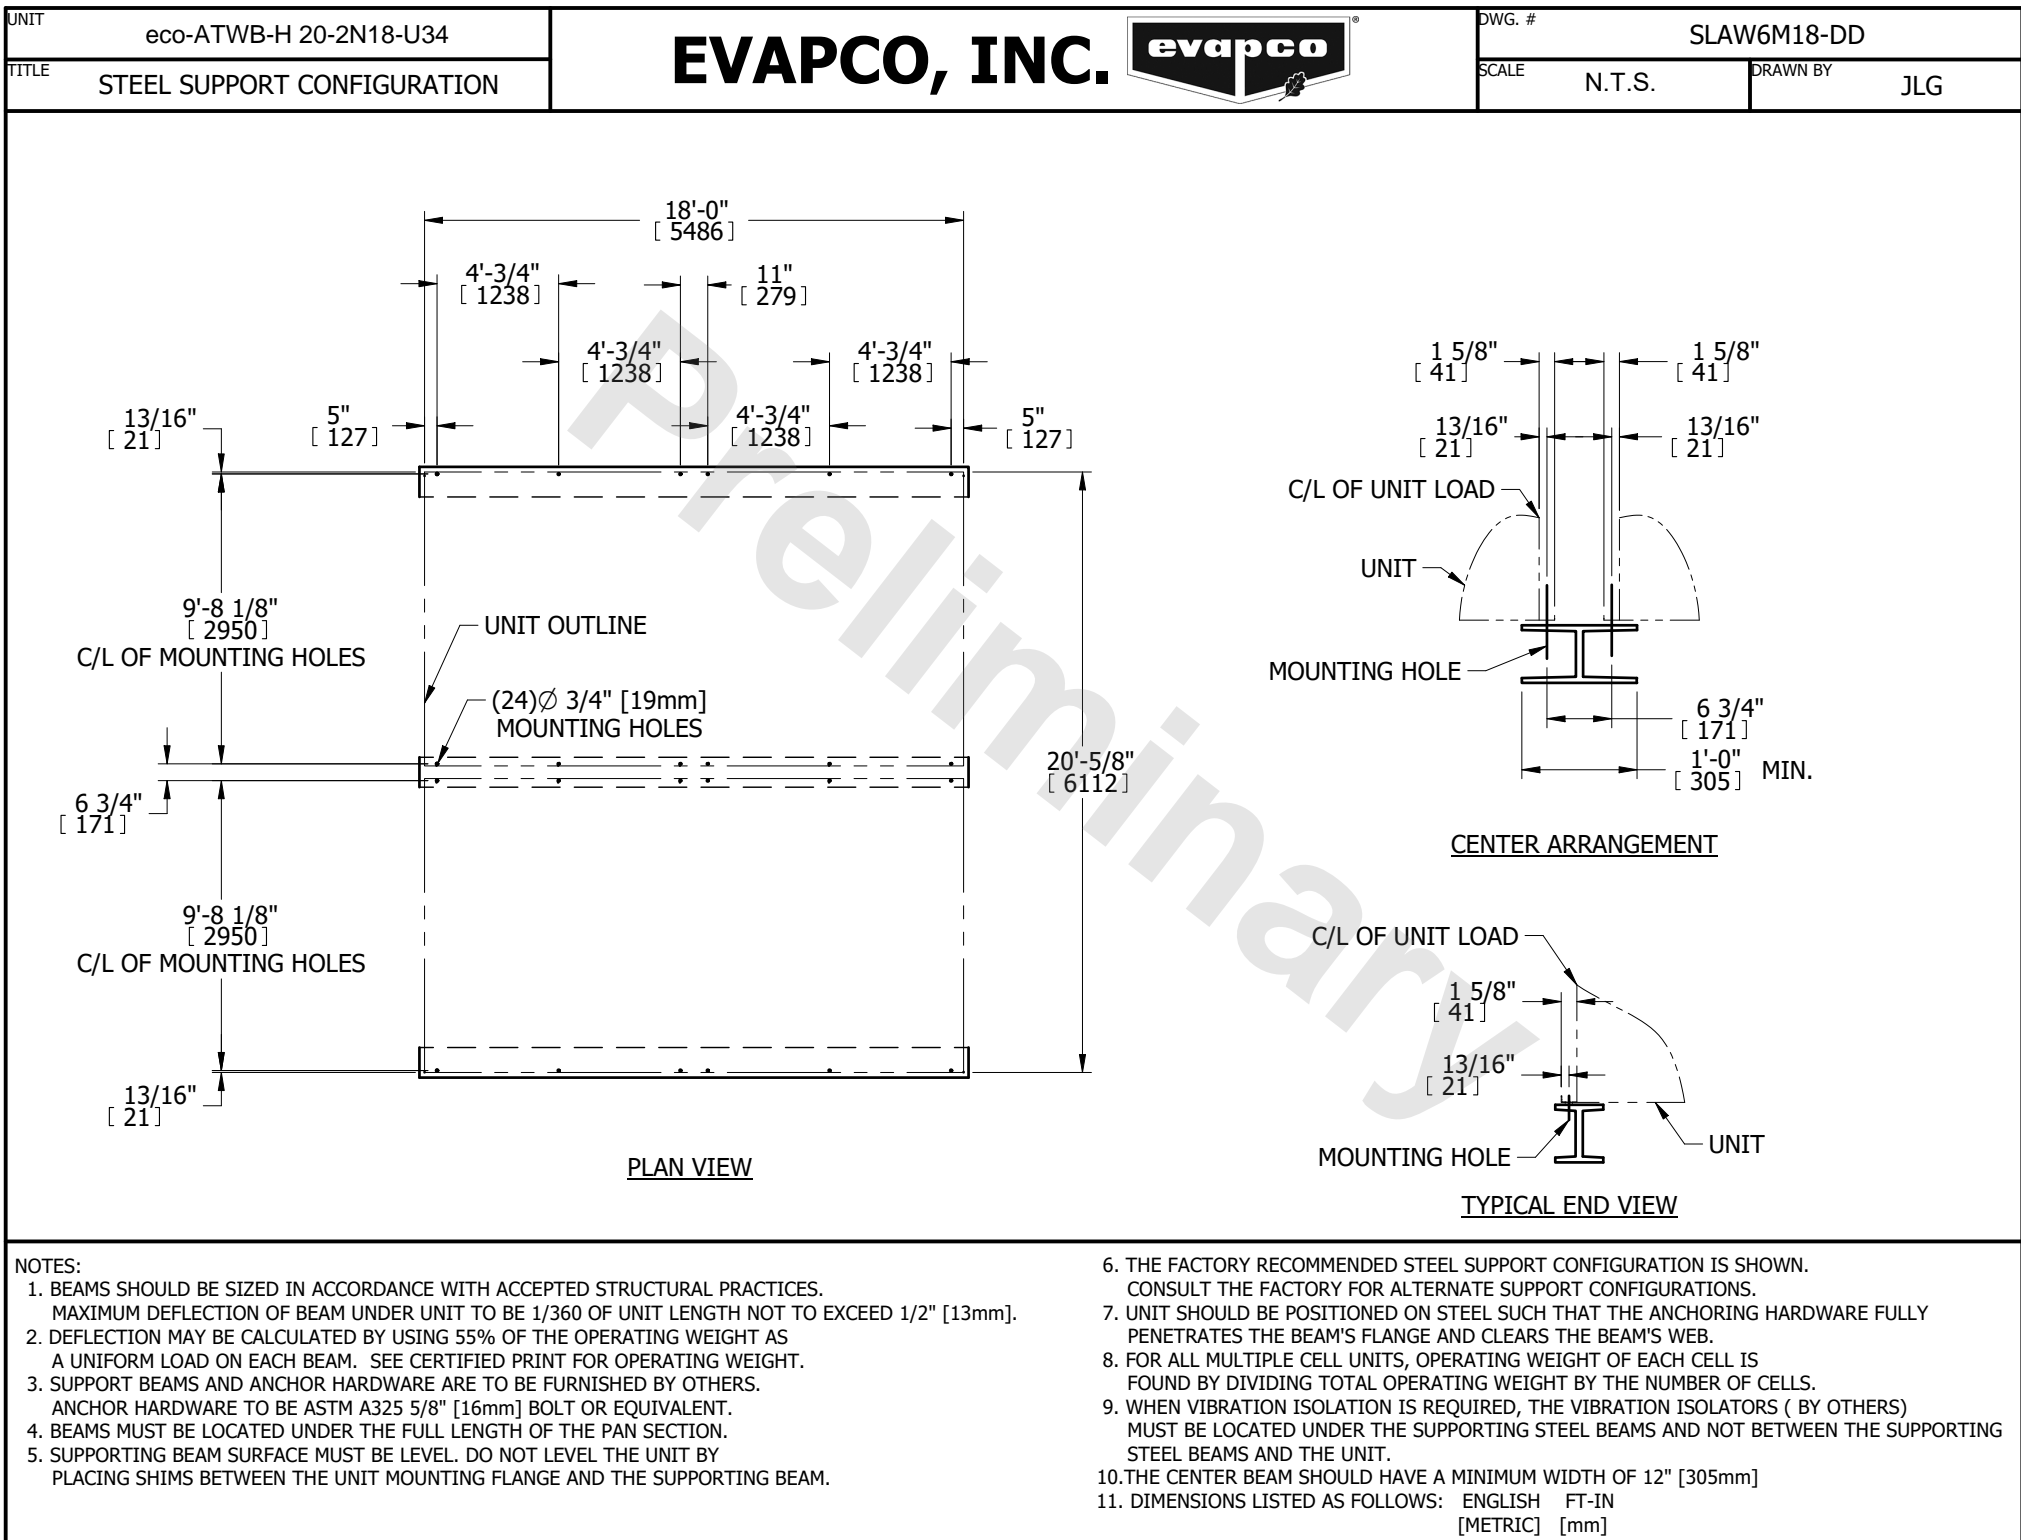 UNIT
eco-ATWB-H 20-2N18-U34
TITLE
STEEL SUPPORT CONFIGURATION
EVAPCO, INC.
evapco
®
DWG. #
SLAW6M18-DD
SCALE
N.T.S.
DRAWN BY
JLG
18'-0"
[ 5486 ]
4'-3/4"
[ 1238 ]
11"
[ 279 ]
4'-3/4"
[ 1238 ]
4'-3/4"
[ 1238 ]
13/16"
[ 21 ]
5"
[ 127 ]
4'-3/4"
[ 1238 ]
5"
[ 127 ]
9'-8 1/8"
[ 2950 ]
C/L OF MOUNTING HOLES
UNIT OUTLINE
(24)∅ 3/4" [19mm]
MOUNTING HOLES
6 3/4"
[ 171 ]
20'-5/8"
[ 6112 ]
9'-8 1/8"
[ 2950 ]
C/L OF MOUNTING HOLES
13/16"
[ 21 ]
PLAN VIEW
Preliminary
1 5/8"
[ 41 ]
1 5/8"
[ 41 ]
13/16"
[ 21 ]
13/16"
[ 21 ]
C/L OF UNIT LOAD
UNIT
MOUNTING HOLE
6 3/4"
[ 171 ]
1'-0"
[ 305 ]
MIN.
CENTER ARRANGEMENT
C/L OF UNIT LOAD
1 5/8"
[ 41 ]
13/16"
[ 21 ]
MOUNTING HOLE
UNIT
TYPICAL END VIEW
NOTES:
1. BEAMS SHOULD BE SIZED IN ACCORDANCE WITH ACCEPTED STRUCTURAL PRACTICES.
MAXIMUM DEFLECTION OF BEAM UNDER UNIT TO BE 1/360 OF UNIT LENGTH NOT TO EXCEED 1/2" [13mm].
2. DEFLECTION MAY BE CALCULATED BY USING 55% OF THE OPERATING WEIGHT AS
A UNIFORM LOAD ON EACH BEAM. SEE CERTIFIED PRINT FOR OPERATING WEIGHT.
3. SUPPORT BEAMS AND ANCHOR HARDWARE ARE TO BE FURNISHED BY OTHERS.
ANCHOR HARDWARE TO BE ASTM A325 5/8" [16mm] BOLT OR EQUIVALENT.
4. BEAMS MUST BE LOCATED UNDER THE FULL LENGTH OF THE PAN SECTION.
5. SUPPORTING BEAM SURFACE MUST BE LEVEL. DO NOT LEVEL THE UNIT BY
PLACING SHIMS BETWEEN THE UNIT MOUNTING FLANGE AND THE SUPPORTING BEAM.
6. THE FACTORY RECOMMENDED STEEL SUPPORT CONFIGURATION IS SHOWN.
CONSULT THE FACTORY FOR ALTERNATE SUPPORT CONFIGURATIONS.
7. UNIT SHOULD BE POSITIONED ON STEEL SUCH THAT THE ANCHORING HARDWARE FULLY
PENETRATES THE BEAM'S FLANGE AND CLEARS THE BEAM'S WEB.
8. FOR ALL MULTIPLE CELL UNITS, OPERATING WEIGHT OF EACH CELL IS
FOUND BY DIVIDING TOTAL OPERATING WEIGHT BY THE NUMBER OF CELLS.
9. WHEN VIBRATION ISOLATION IS REQUIRED, THE VIBRATION ISOLATORS ( BY OTHERS)
MUST BE LOCATED UNDER THE SUPPORTING STEEL BEAMS AND NOT BETWEEN THE SUPPORTING
STEEL BEAMS AND THE UNIT.
10.THE CENTER BEAM SHOULD HAVE A MINIMUM WIDTH OF 12" [305mm]
11. DIMENSIONS LISTED AS FOLLOWS: ENGLISH FT-IN
[METRIC] [mm]